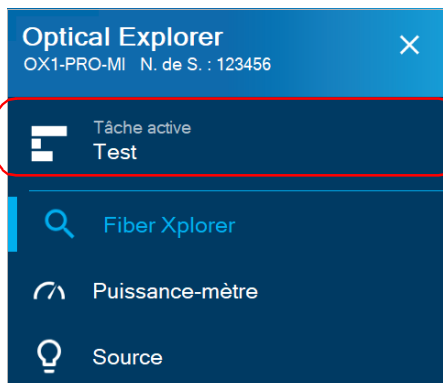 Optical Explorer
OX1-PRO-MI N. de S. : 123456
Tâche active
Test
Fiber Xplorer
Puissance-mètre
Source